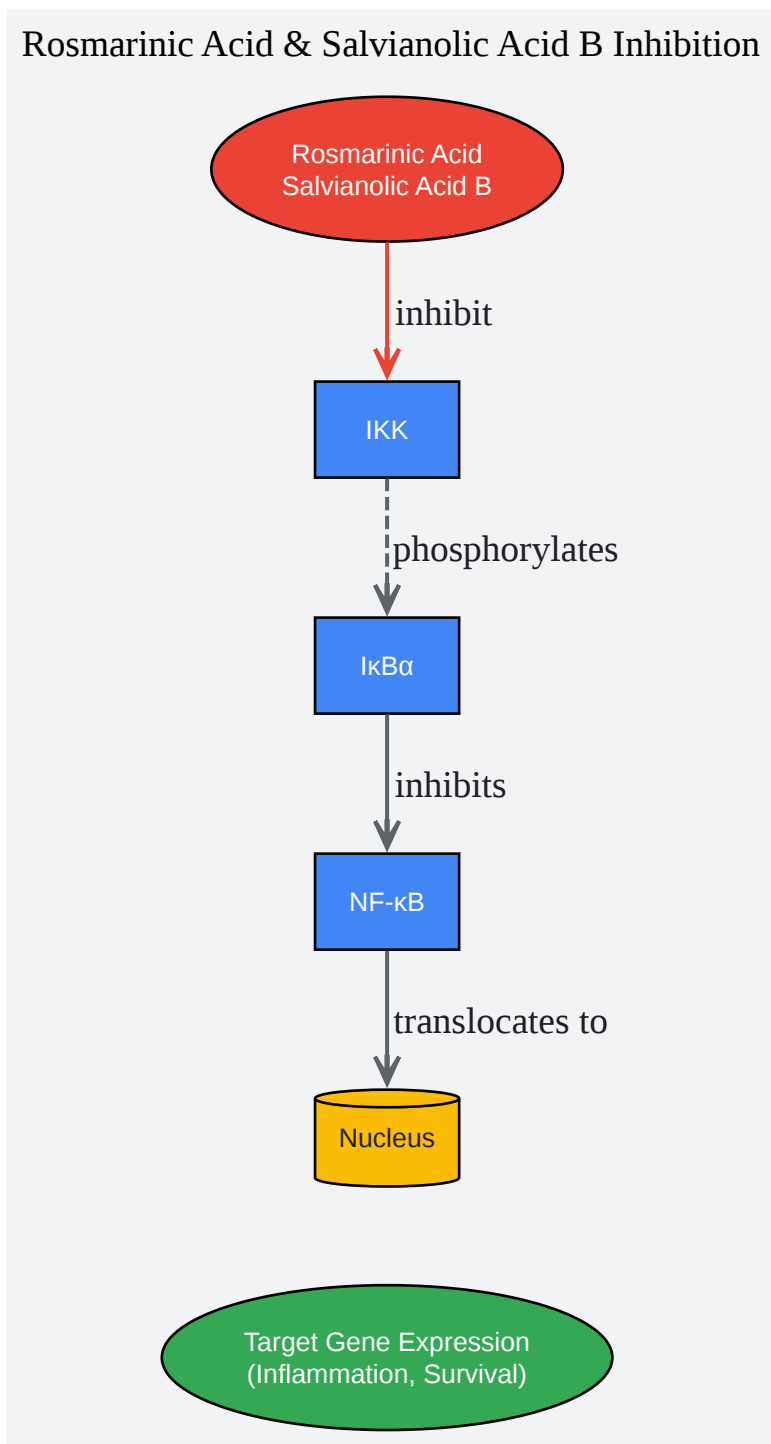 Rosmarinic Acid & Salvianolic Acid B Inhibition
Rosmarinic Acid
Salvianolic Acid B
inhibit
IKK
phosphorylates
IκBα
inhibits
NF-κB
translocates to
Nucleus
Target Gene Expression
(Inflammation, Survival)